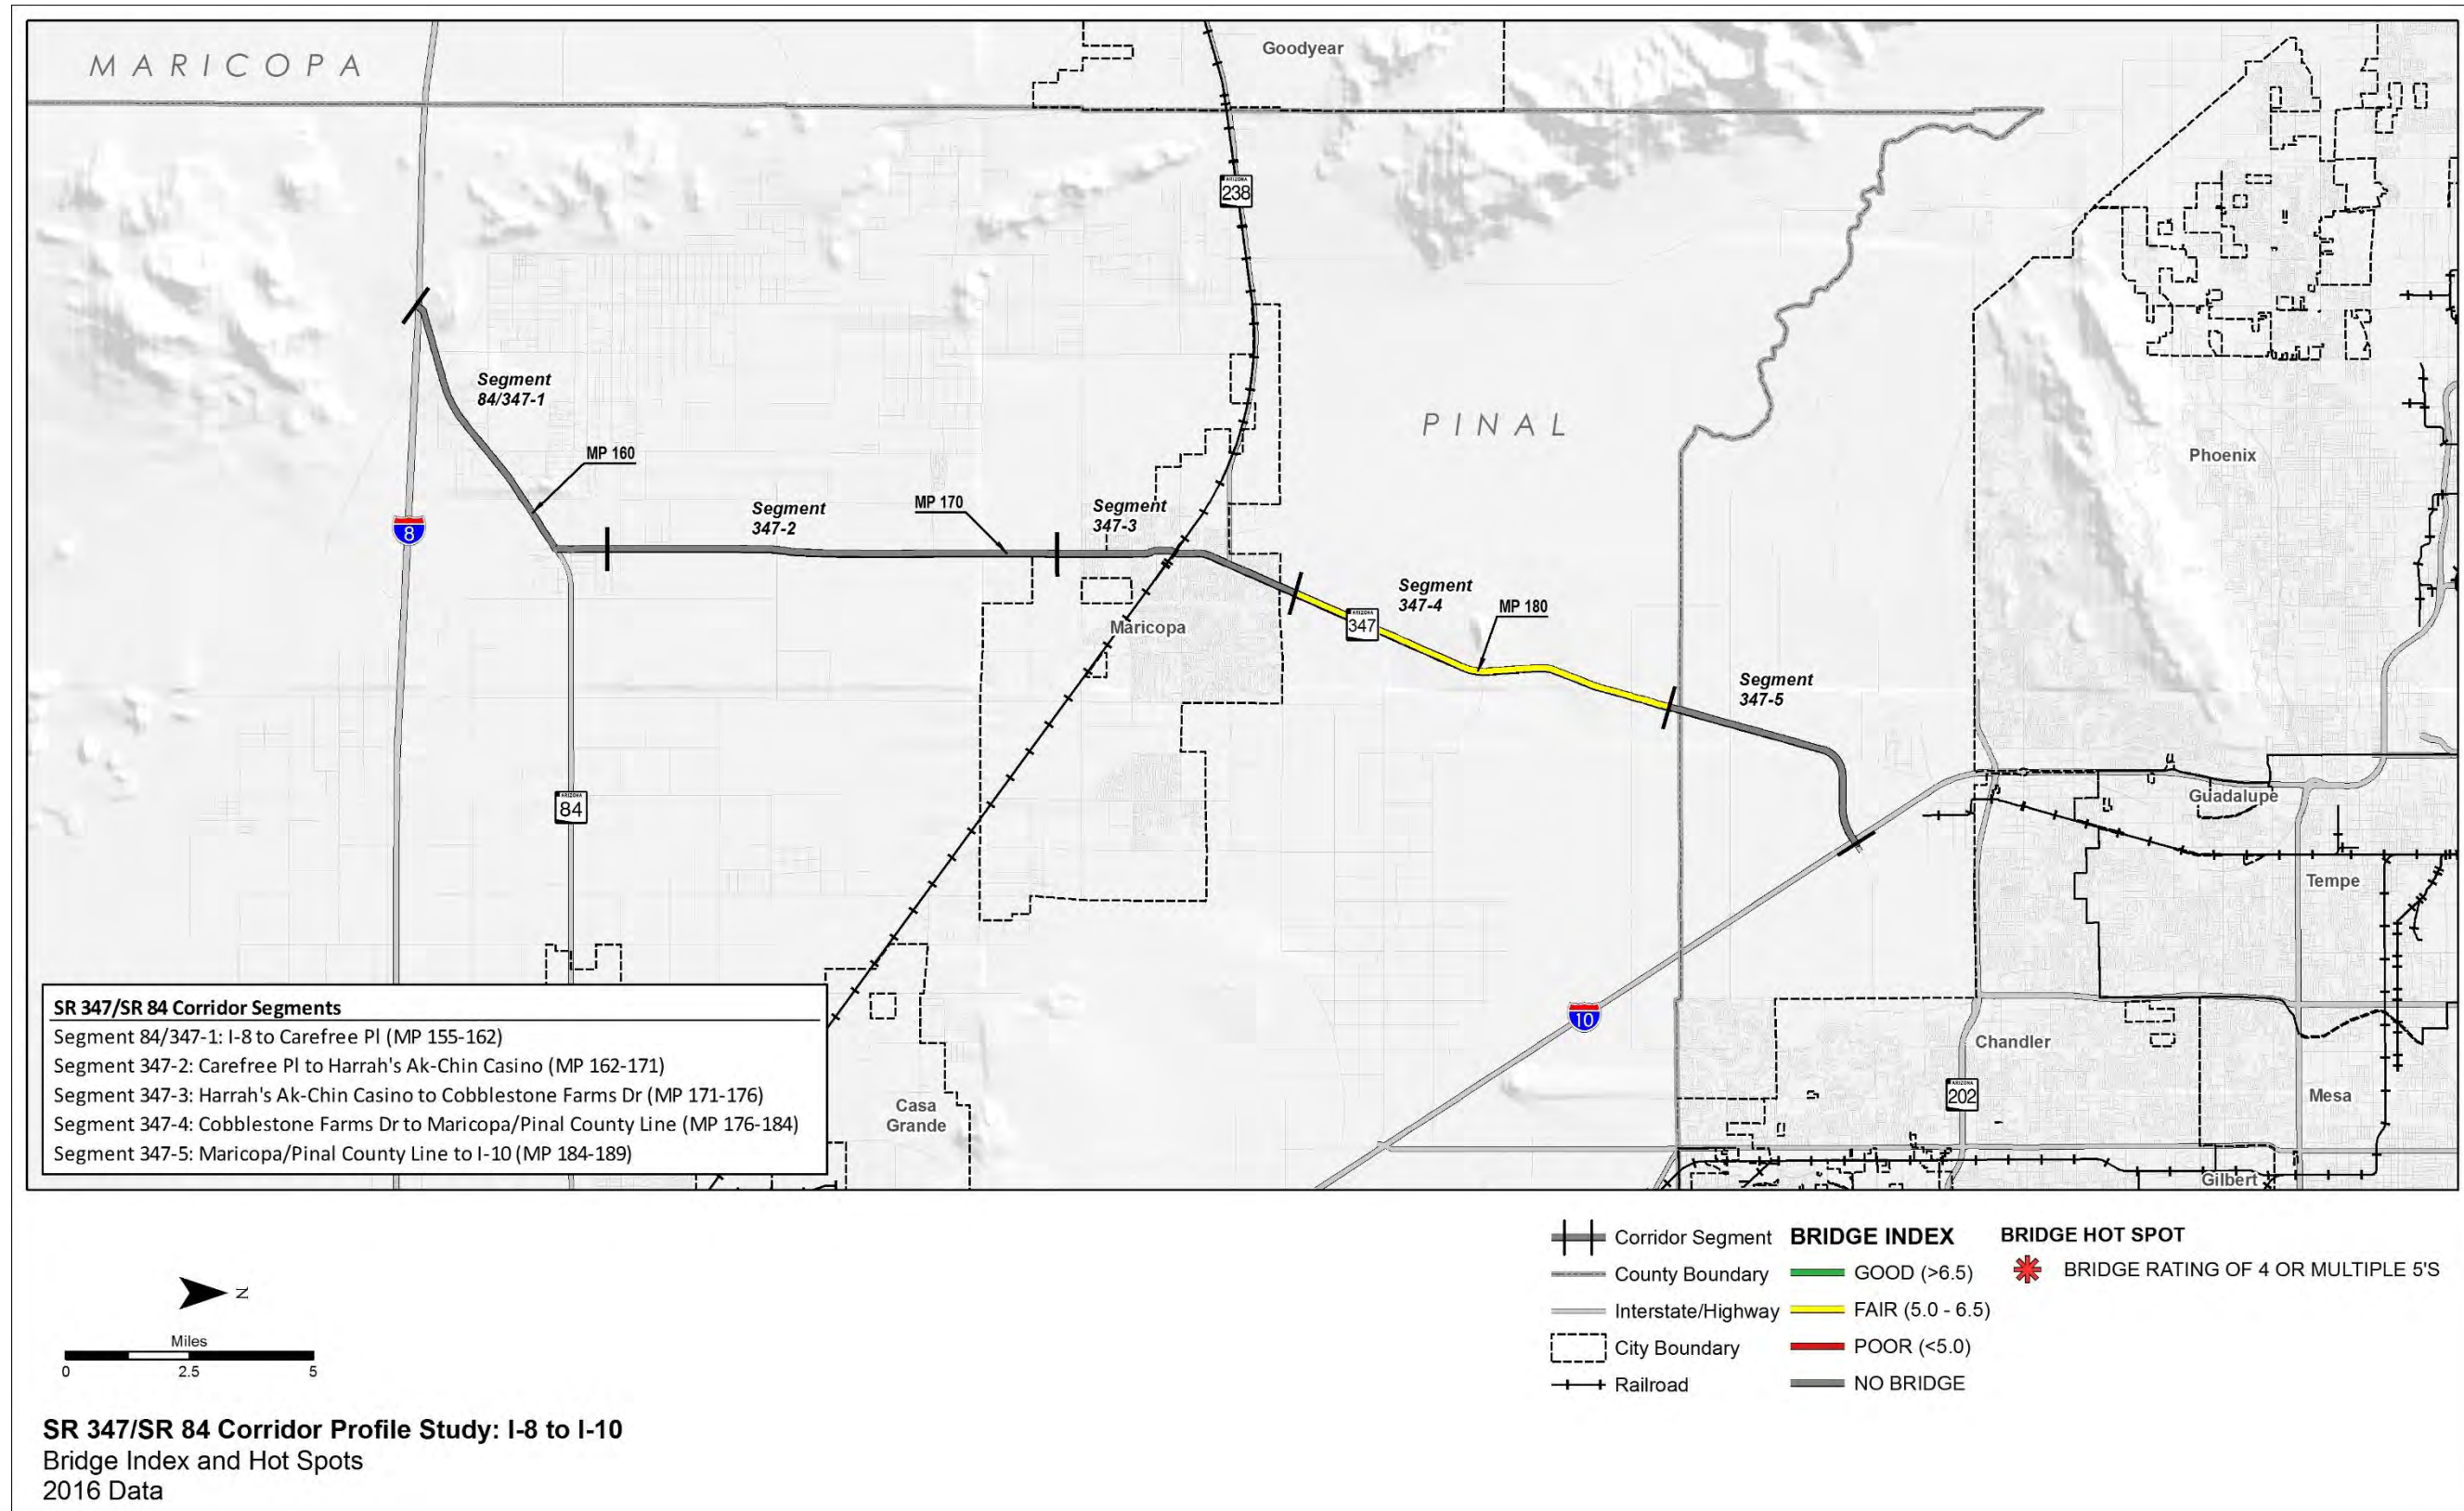 MARICOPA
Goodyear
ARIZONA
238
Segment
84/347-1
PINAL
Phoenix
MP 160
Segment
347-2
MP 170
Segment
347-3
8
Segment
347-4
MP 180
ARIZONA
347
Maricopa
Segment
347-5
ARIZONA
84
Guadalupe
Tempe
10
Chandler
ARIZONA
202
Mesa
Casa
Grande
Gilbert
SR 347/SR 84 Corridor Segments
Segment 84/347-1: I-8 to Carefree Pl (MP 155-162)
Segment 347-2: Carefree Pl to Harrah's Ak-Chin Casino (MP 162-171)
Segment 347-3: Harrah's Ak-Chin Casino to Cobblestone Farms Dr (MP 171-176)
Segment 347-4: Cobblestone Farms Dr to Maricopa/Pinal County Line (MP 176-184)
Segment 347-5: Maricopa/Pinal County Line to I-10 (MP 184-189)
Corridor Segment
County Boundary
Interstate/Highway
City Boundary
Railroad
BRIDGE INDEX
GOOD (>6.5)
FAIR (5.0 - 6.5)
POOR (<5.0)
NO BRIDGE
BRIDGE HOT SPOT
BRIDGE RATING OF 4 OR MULTIPLE 5'S
N
Miles
0 2.5 5
SR 347/SR 84 Corridor Profile Study: I-8 to I-10
Bridge Index and Hot Spots
2016 Data